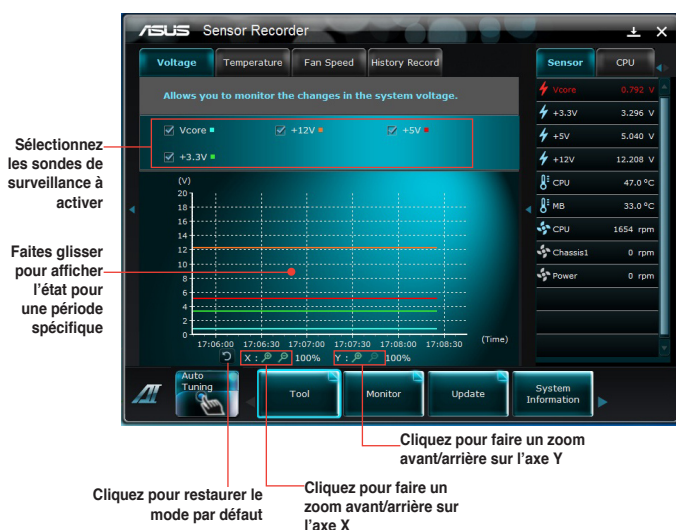 ASUS Sensor Recorder
Voltage Temperature Fan Speed History Record
Allows you to monitor the changes in the system voltage.
Vcore +12V +5V
+3.3V
(V)
20
18
16
14
12
10
8
6
4
2
0
17:06:00 17:06:30 17:07:00 17:07:30 17:08:00 17:08:30
(Time)
X : 100% Y : 100%
Sensor CPU
Vcore 0.792 V
+3.3V 3.296 V
+5V 5.040 V
+12V 12.208 V
CPU 47.0 °C
MB 33.0 °C
CPU 1654 rpm
Chassis1 0 rpm
Power 0 rpm
Auto
Tuning
Tool
Monitor
Update
System
Information
Sélectionnez
les sondes de
surveillance à
activer
Faites glisser
pour afficher
l'état pour
une période
spécifique
Cliquez pour faire un zoom
avant/arrière sur l'axe Y
Cliquez pour restaurer le
mode par défaut
Cliquez pour faire un
zoom avant/arrière sur
l'axe X